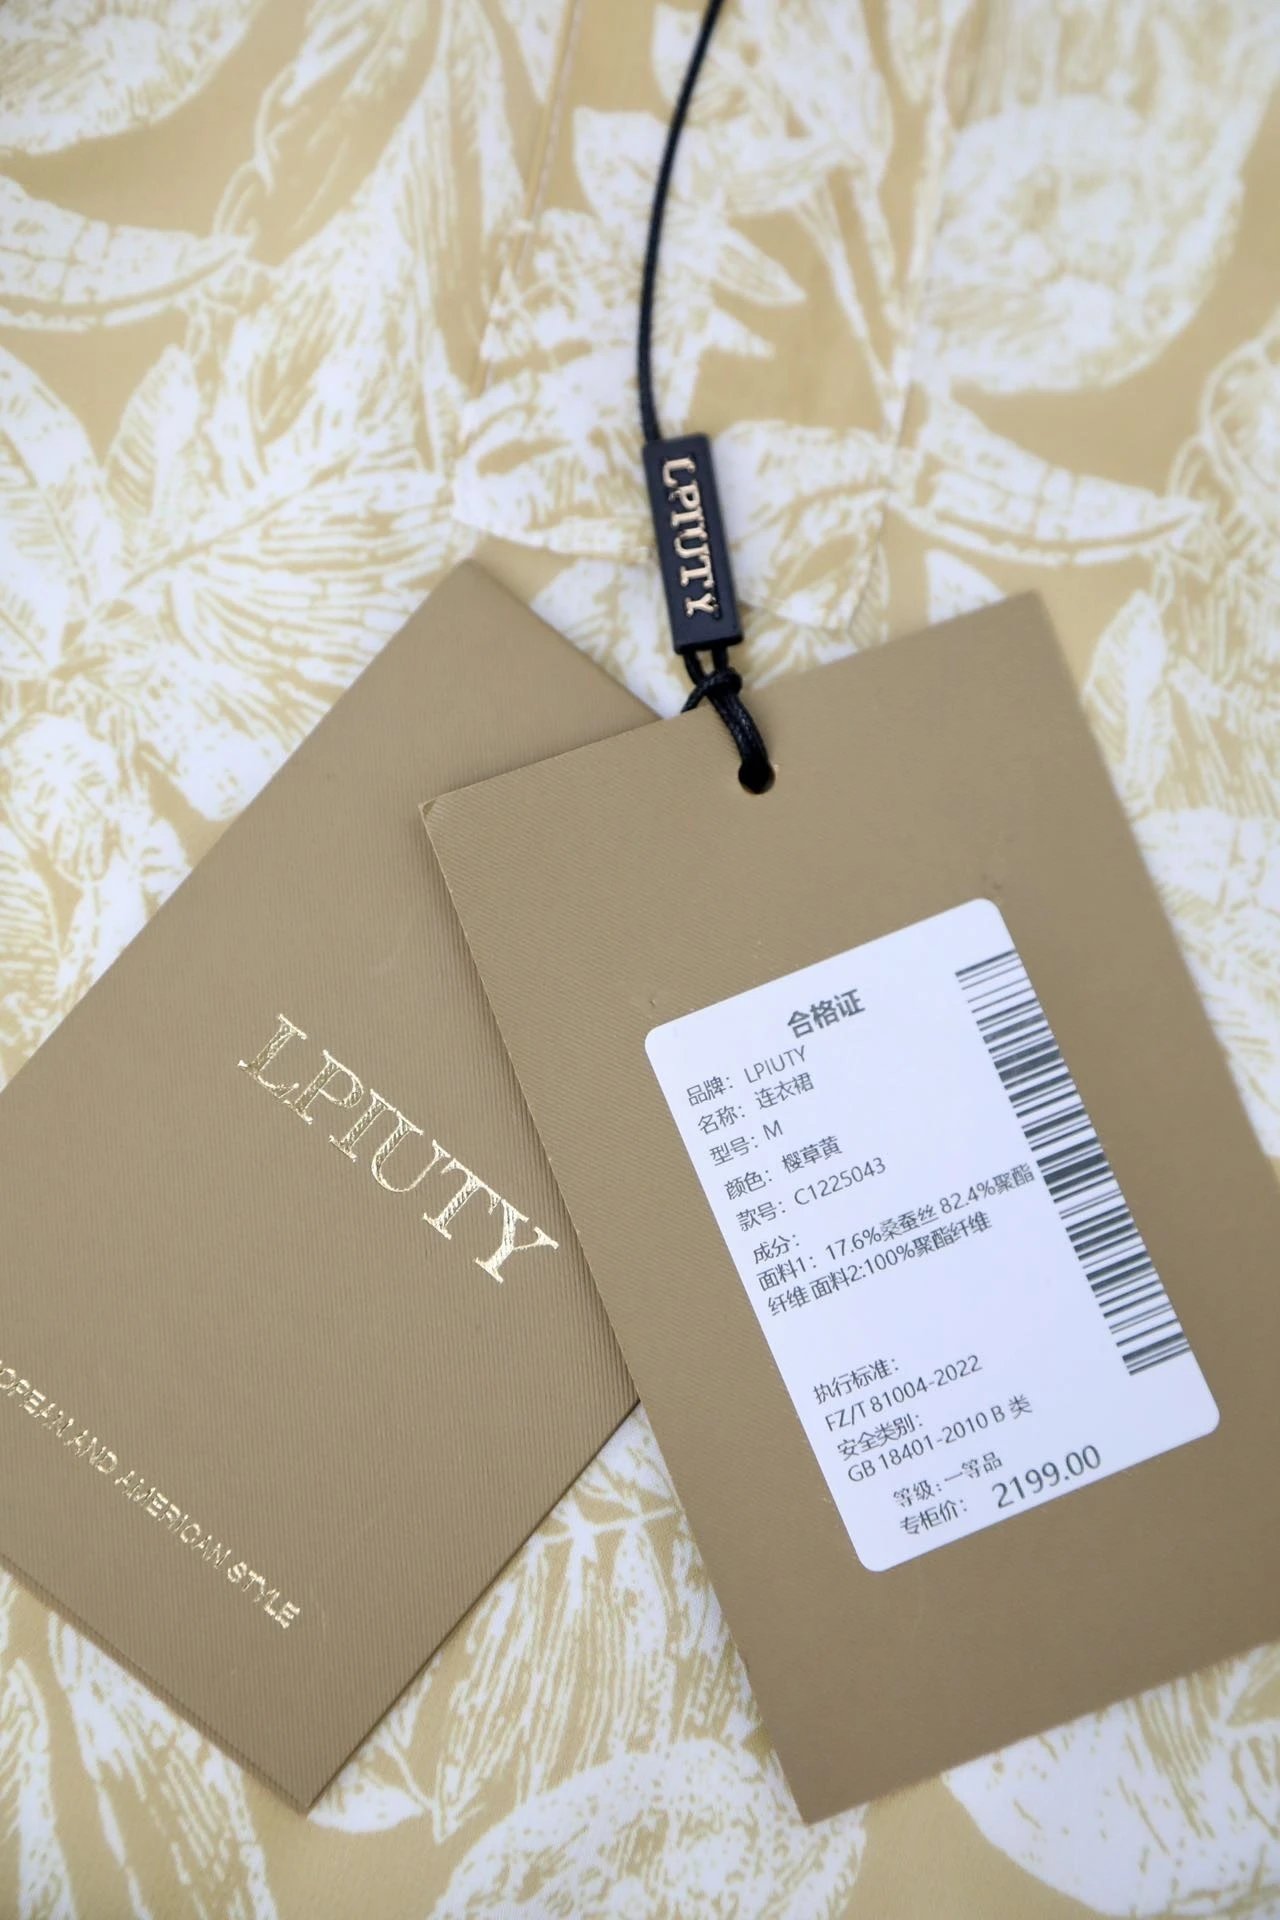 LPIUTY
LPIUTY
OPEAN AND AMERICAN STYLE
合格证
品牌: LPIUTY
名称: 连衣裙
型号: M
颜色: 樱草黄
款号: C1225043
成分:
面料1: 17.6%桑蚕丝 82.4%聚酯
纤维 面料2:100%聚酯纤维
执行标准:
FZ/T 81004-2022
安全类别:
GB 18401-2010 B 类
等级: 一等品
专柜价: 2199.00